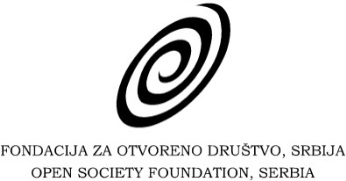 FONDACIJA ZA OTVORENO DRUŠTVO, SRBIJA
OPEN SOCIETY FOUNDATION, SERBIA